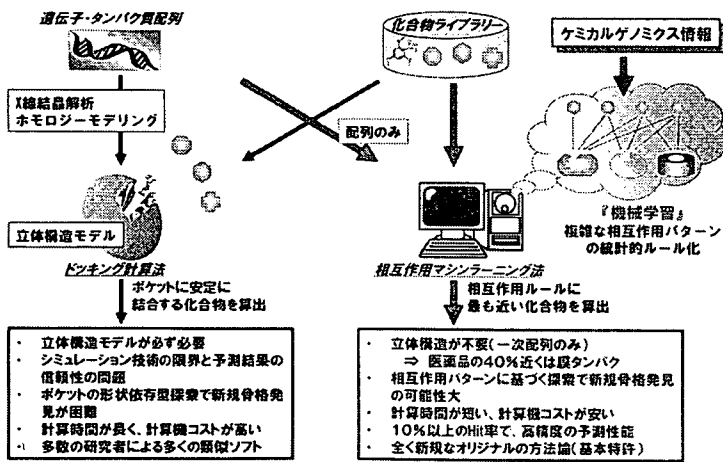 遺伝子・タンパク質配列
化合物ライブラリー
ケミカルゲノミクス情報
X線結晶解析
ホモロジーモデリング
配列のみ
立体構造モデル
ドッキング計算法
相互作用マシンラーニング法
『機械学習』
複雑な相互作用パターン
の統計的ルール化
ポケットに安定に
結合する化合物を算出
相互作用ルールに
最も近い化合物を算出
・ 立体構造モデルが必ず必要
・ シミュレーション技術の限界と予測結果の
信頼性の問題
・ ポケットの形状依存型探索で新規骨格発
見が困難
・ 計算時間が長く、計算機コストが高い
・ 多数の研究者による多くの類似ソフト
・ 立体構造が不要(一次配列のみ)
⇒ 医薬品の40%近くは膜タンパク
・ 相互作用パターンに基づく探索で新規骨格発見
の可能性大
・ 計算時間が短い、計算機コストが安い
・ 10%以上のHit率で、高精度の予測性能
・ 全く新規なオリジナルの方法論(基本特許)